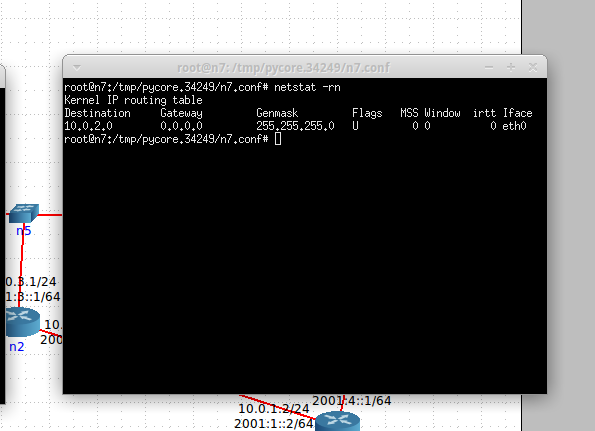 root@n7: /tmp/pycore.34249/n7.conf
root@n7:/tmp/pycore.34249/n7.conf# netstat -rn
Kernel IP routing table
Destination     Gateway         Genmask         Flags   MSS Window  irtt Iface
10.0.2.0        0.0.0.0         255.255.255.0   U         0 0          0 eth0
root@n7:/tmp/pycore.34249/n7.conf#
n5
0.3.1/24
1:3::1/64
10.
200
n2
2001:4::1/64
10.0.1.2/24
2001:1::2/64